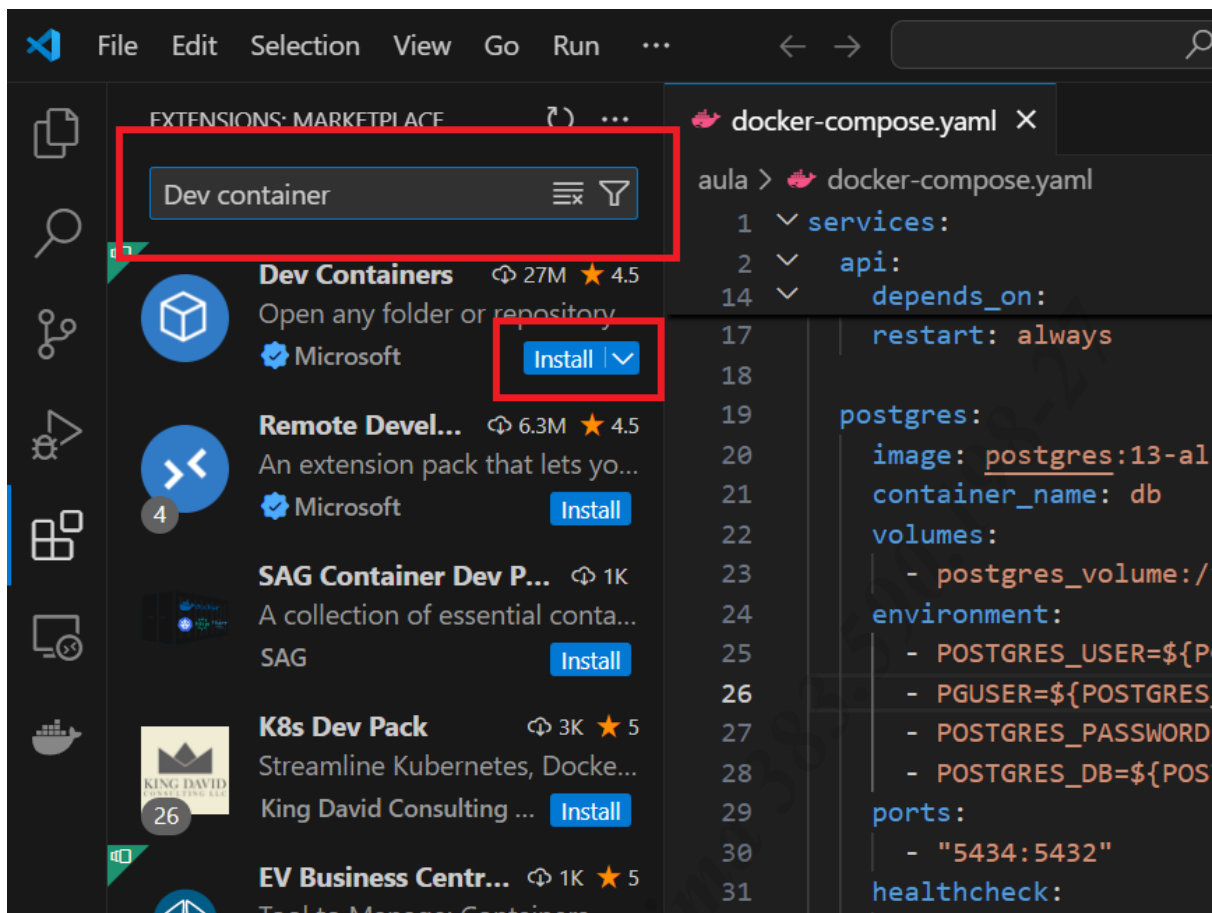 File Edit Selection View Go Run ...
EXTENSIONS: MARKETPLACE
Dev container
Dev Containers 27M 4.5
Open any folder or repository
Microsoft
Install
Remote Devel... 6.3M 4.5
An extension pack that lets yo...
4
Microsoft
Install
SAG Container Dev P... 1K
A collection of essential conta...
SAG
Install
K8s Dev Pack 3K 5
Streamline Kubernetes, Docke...
KING DAVID
CONSULTING LLC
26
King David Consulting ...
Install
EV Business Centr... 1K 5
docker-compose.yaml
aula > docker-compose.yaml
1 services:
2 api:
14 depends_on:
17 restart: always
18
19 postgres:
20 image: postgres:13-al
21 container_name: db
22 volumes:
23 - postgres_volume:/
24 environment:
25 - POSTGRES_USER=${P
26 - PGUSER=${POSTGRES_
27 - POSTGRES_PASSWORD
28 - POSTGRES_DB=${POS
29 ports:
30 - "5434:5432"
31 healthcheck: